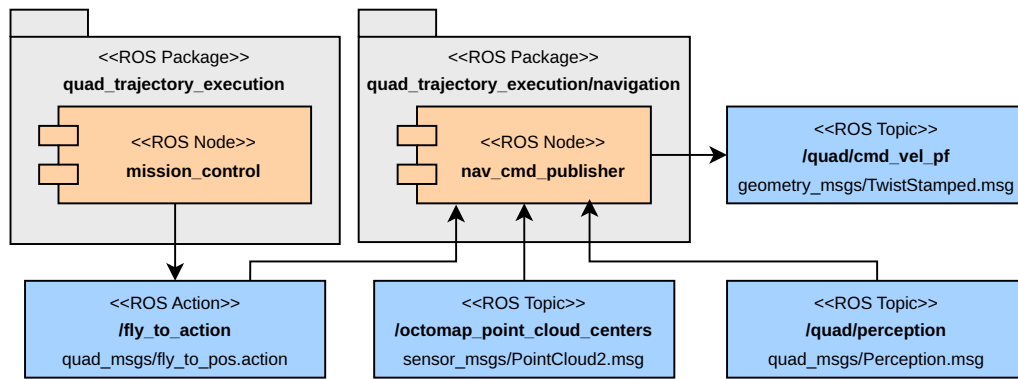 <<ROS Package>>
quad_trajectory_execution
<<ROS Node>>
mission_control
<<ROS Package>>
quad_trajectory_execution/navigation
<<ROS Node>>
nav_cmd_publisher
<<ROS Topic>>
/quad/cmd_vel_pf
geometry_msgs/TwistStamped.msg
<<ROS Action>>
/fly_to_action
quad_msgs/fly_to_pos.action
<<ROS Topic>>
/octomap_point_cloud_centers
sensor_msgs/PointCloud2.msg
<<ROS Topic>>
/quad/perception
quad_msgs/Perception.msg